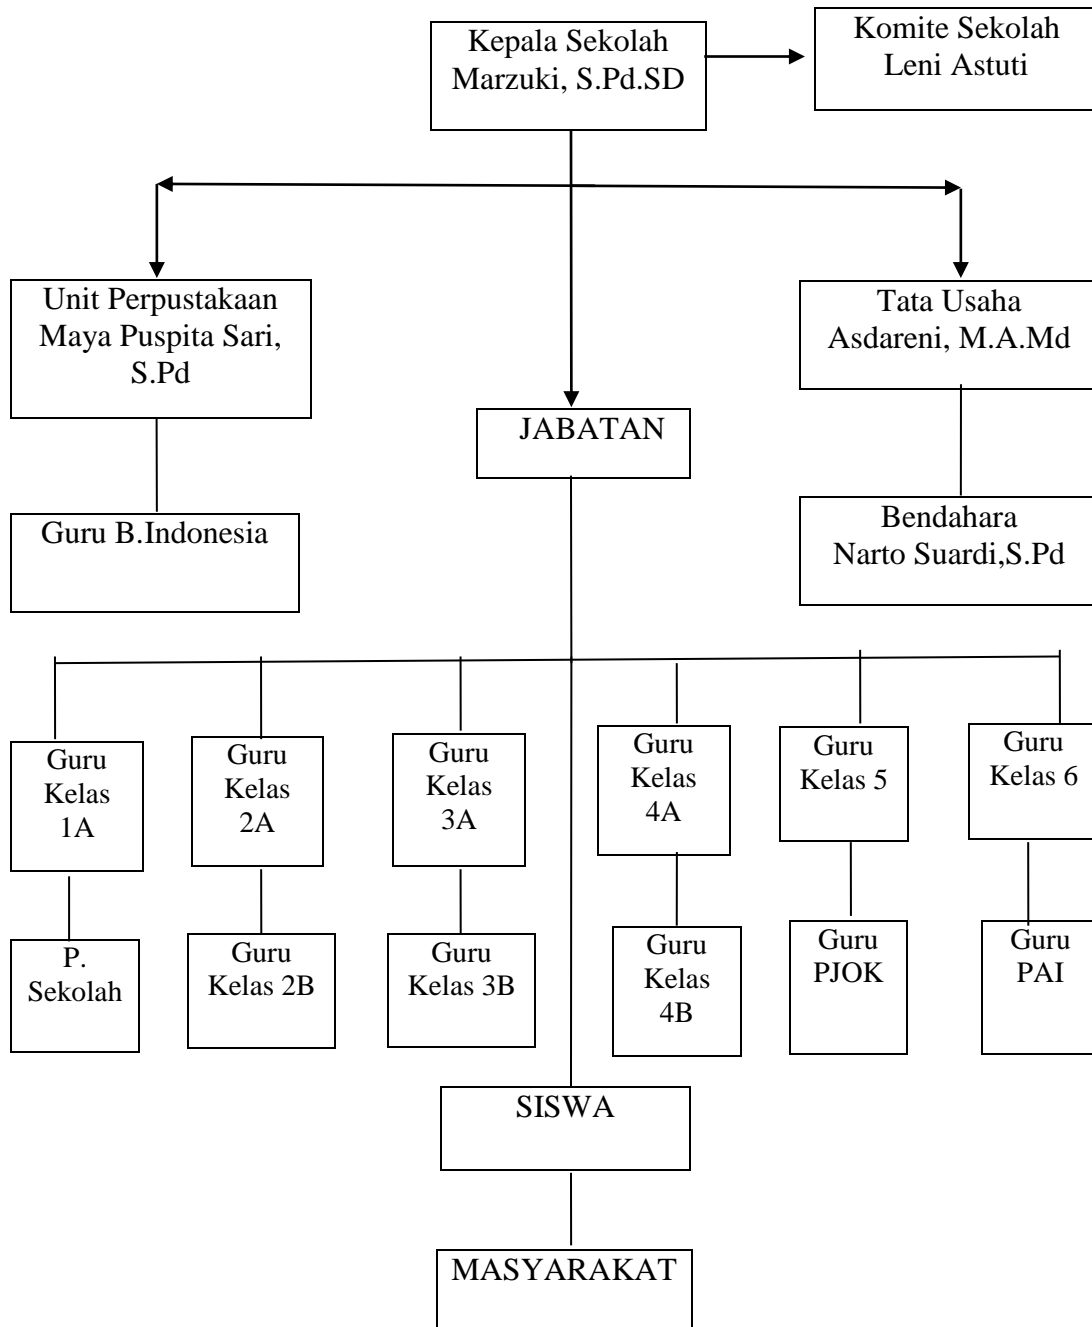 Kepala Sekolah
Marzuki, S.Pd.SD
Komite Sekolah
Leni Astuti
Unit Perpustakaan
Maya Puspita Sari,
S.Pd
Tata Usaha
Asdareni, M.A.Md
JABATAN
Guru B.Indonesia
Bendahara
Narto Suardi,S.Pd
Guru
Kelas
1A
Guru
Kelas
2A
Guru
Kelas
3A
Guru
Kelas
4A
Guru
Kelas 5
Guru
Kelas 6
P.
Sekolah
Guru
Kelas 2B
Guru
Kelas 3B
Guru
Kelas
4B
Guru
PJOK
Guru
PAI
SISWA
MASYARAKAT